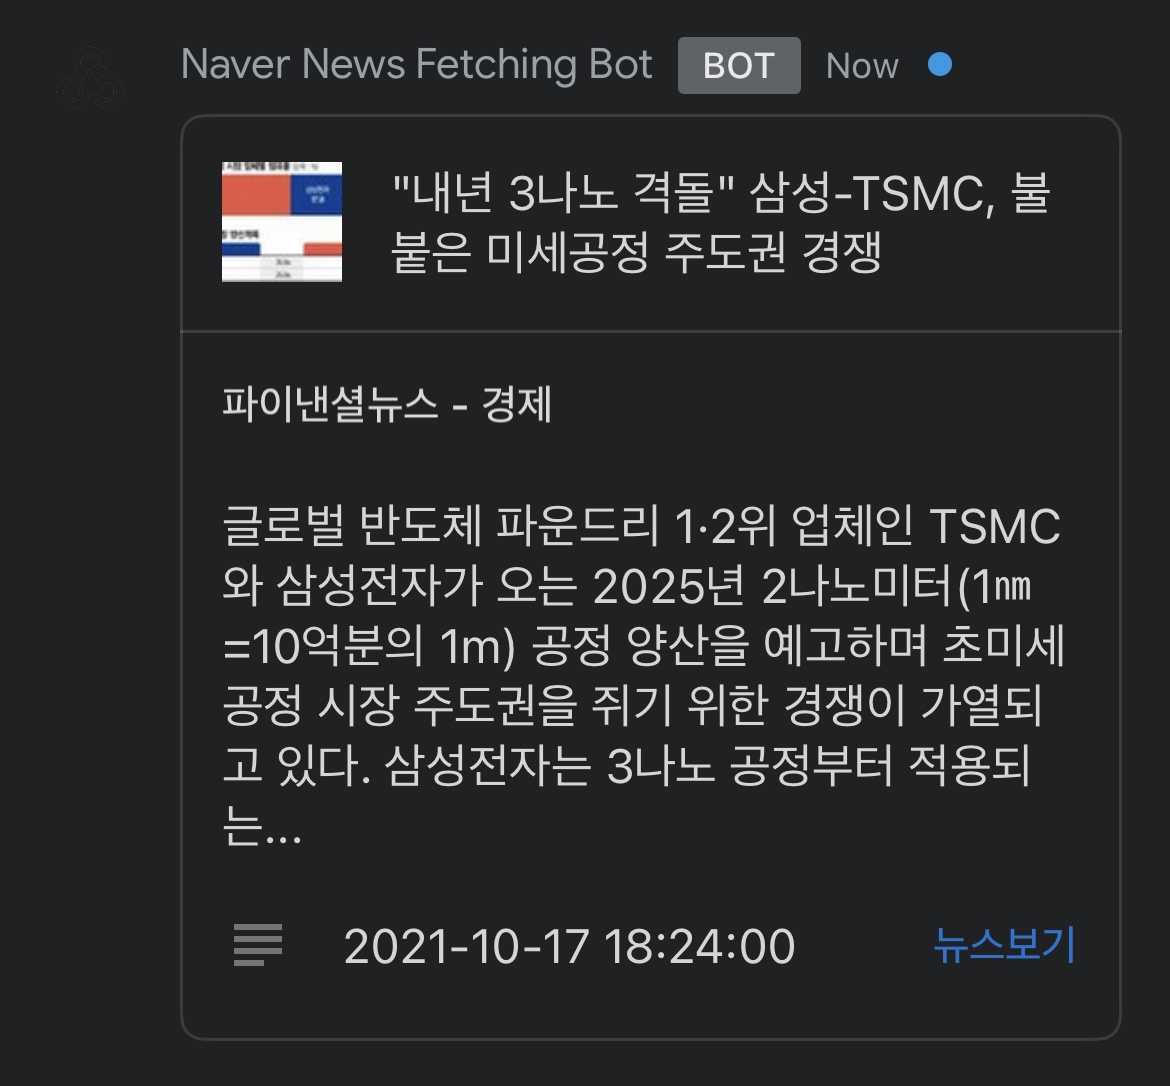 Naver News Fetching Bot BOT Now
"내년 3나노 격돌" 삼성-TSMC, 불
붙은 미세공정 주도권 경쟁
파이낸셜뉴스 - 경제
글로벌 반도체 파운드리 1·2위 업체인 TSMC
와 삼성전자가 오는 2025년 2나노미터(1㎚
=10억분의 1m) 공정 양산을 예고하며 초미세
공정 시장 주도권을 쥐기 위한 경쟁이 가열되
고 있다. 삼성전자는 3나노 공정부터 적용되
는...
2021-10-17 18:24:00 뉴스보기